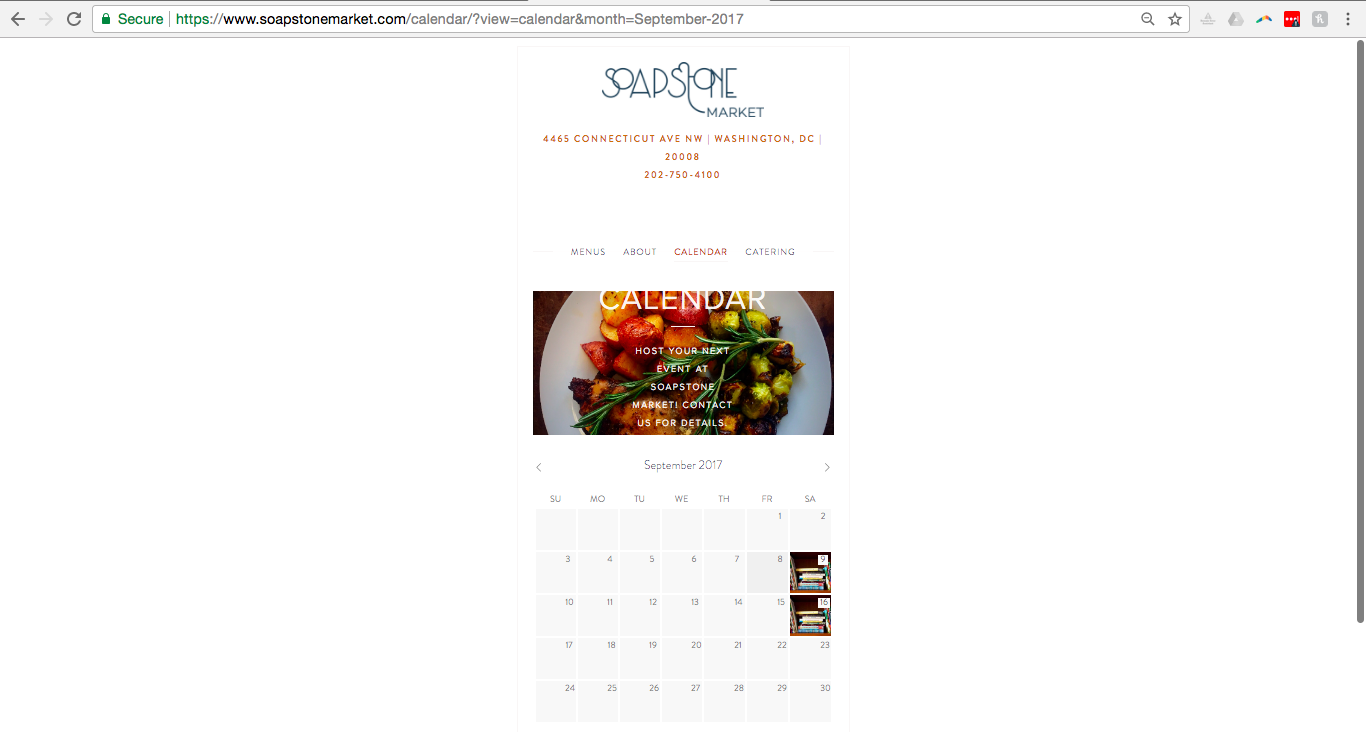 Secure
https://www.soapstonemarket.com/calendar/?view=calendar&month=September-2017
SOAPSTONE
MARKET
4465 CONNECTICUT AVE NW | WASHINGTON, DC |
20008
202-750-4100
MENUS ABOUT CALENDAR CATERING
CALENDAR
HOST YOUR NEXT
EVENT AT
SOAPSTONE
MARKET! CONTACT
US FOR DETAILS
September 2017
SU MO TU WE TH FR SA
1 2
3 4 5 6 7 8 9
10 11 12 13 14 15 16
17 18 19 20 21 22 23
24 25 26 27 28 29 30